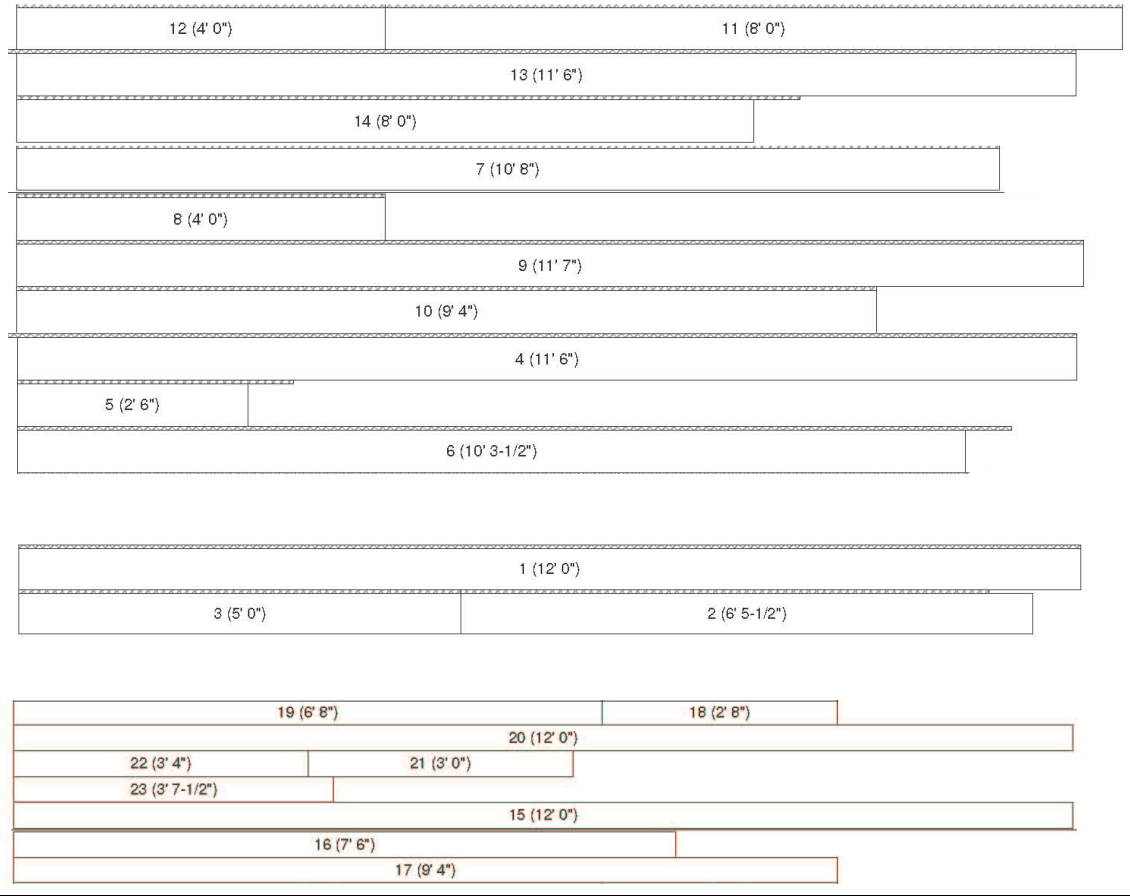 12 (4' 0") 11 (8' 0")
13 (11' 6")
14 (8' 0")
7 (10' 8")
8 (4' 0")
9 (11' 7")
10 (9' 4")
4 (11' 6")
5 (2' 6")
6 (10' 3-1/2")
1 (12' 0")
3 (5' 0") 2 (6' 5-1/2")
19 (6' 8") 18 (2' 8")
20 (12' 0")
22 (3' 4") 21 (3' 0")
23 (3' 7-1/2")
15 (12' 0")
16 (7' 6")
17 (9' 4")